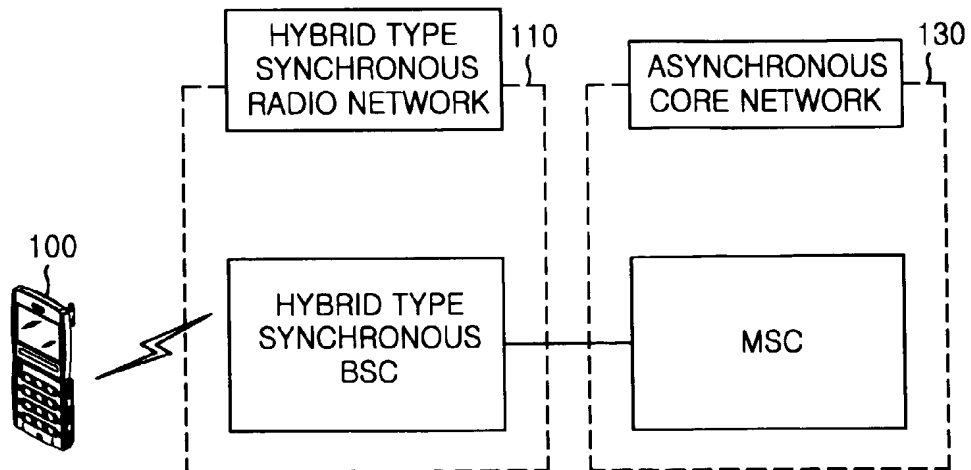 HYBRID TYPE
SYNCHRONOUS
RADIO NETWORK
110
ASYNCHRONOUS
CORE NETWORK
130
100
HYBRID TYPE
SYNCHRONOUS
BSC
MSC